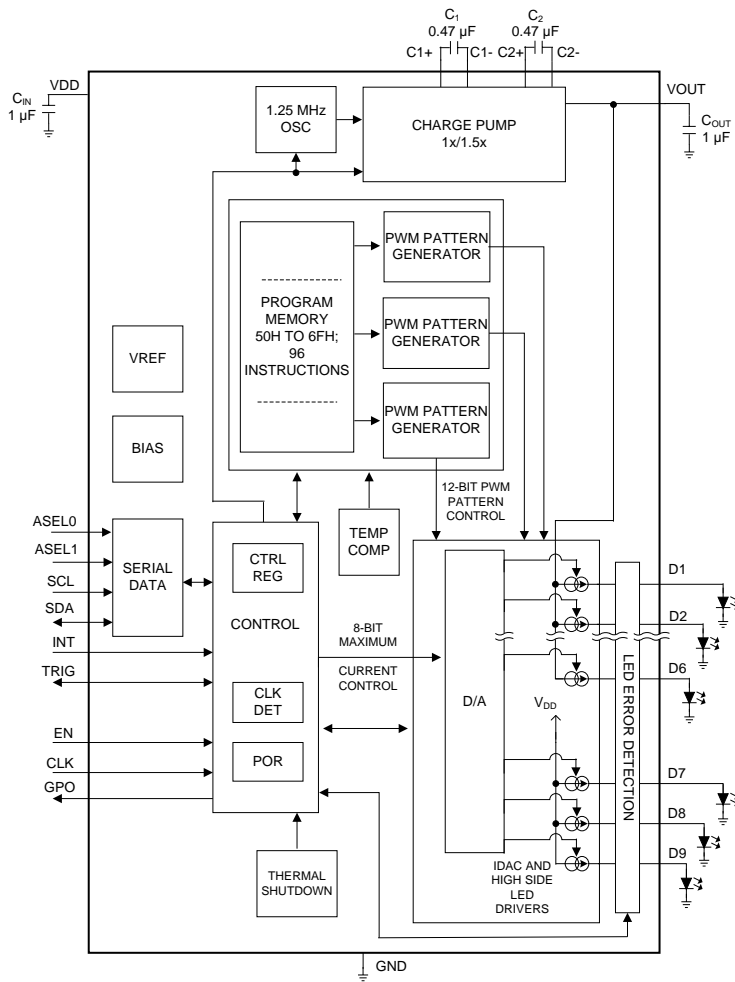 C1
0.47 µF
C1+ C1-
C2
0.47 µF
C2+ C2-
VDD
CIN
1 µF
VOUT
COUT
1 µF
1.25 MHz
OSC
CHARGE PUMP
1x/1.5x
PROGRAM
MEMORY
50H TO 6FH;
96
INSTRUCTIONS
PWM PATTERN
GENERATOR
PWM PATTERN
GENERATOR
PWM PATTERN
GENERATOR
VREF
BIAS
12-BIT PWM
PATTERN
CONTROL
TEMP
COMP
ASEL0
ASEL1
SCL
SDA
INT
TRIG
EN
CLK
GPO
SERIAL
DATA
CTRL
REG
CONTROL
CLK
DET
POR
8-BIT
MAXIMUM
CURRENT
CONTROL
D/A
VDD
IDAC AND
HIGH SIDE
LED
DRIVERS
LED ERROR DETECTION
D1
D2
D6
D7
D8
D9
THERMAL
SHUTDOWN
GND